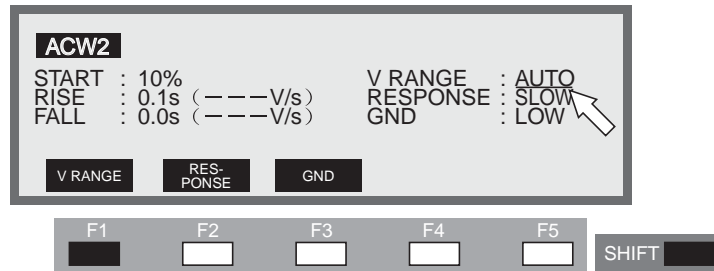 ACW2
START : 10%
RISE : 0.1s (−−−V/s)
FALL : 0.0s (−−−V/s)
V RANGE : AUTO
RESPONSE : SLOW
GND : LOW
V RANGE
RES-
PONSE
GND
F1 F2 F3 F4 F5
SHIFT